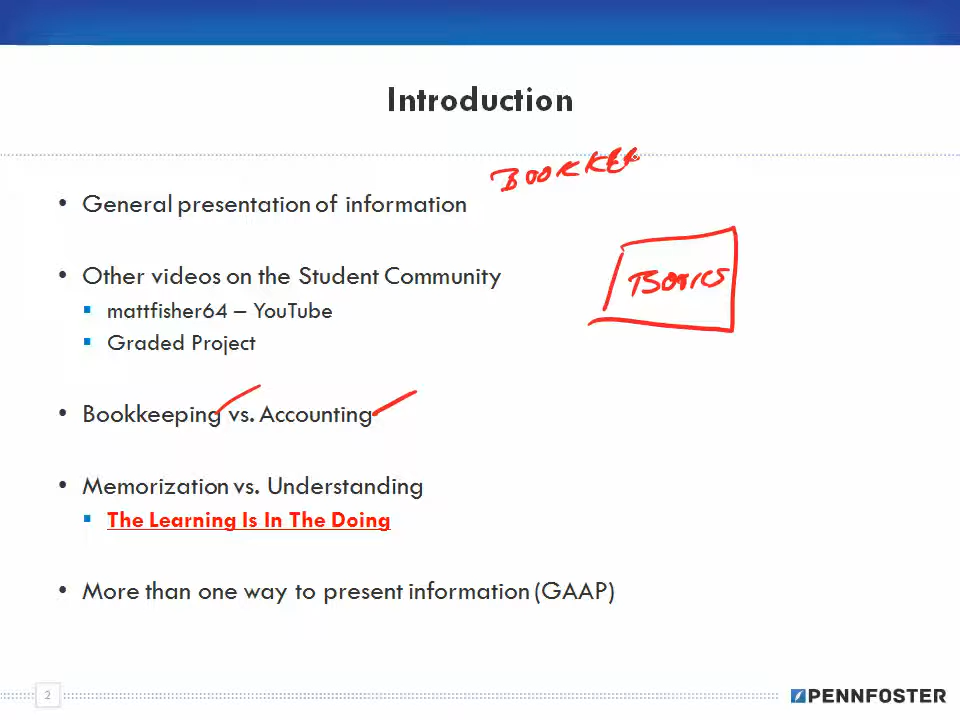 Introduction
BOOKKEE
• General presentation of information
• Other videos on the Student Community
BOOKS
▪ mattfisher64 – YouTube
▪ Graded Project
• Bookkeeping vs. Accounting
• Memorization vs. Understanding
▪ The Learning Is In The Doing
• More than one way to present information (GAAP)
2
PENNFOSTER